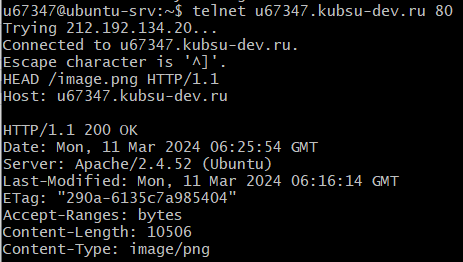 u67347@ubuntu-srv:~$ telnet u67347.kubsu-dev.ru 80
Trying 212.192.134.20...
Connected to u67347.kubsu-dev.ru.
Escape character is '^]'.
HEAD /image.png HTTP/1.1
Host: u67347.kubsu-dev.ru

HTTP/1.1 200 OK
Date: Mon, 11 Mar 2024 06:25:54 GMT
Server: Apache/2.4.52 (Ubuntu)
Last-Modified: Mon, 11 Mar 2024 06:16:14 GMT
ETag: "290a-6135c7a985404"
Accept-Ranges: bytes
Content-Length: 10506
Content-Type: image/png